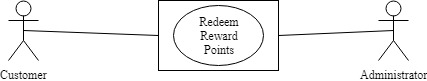 Redeem
Reward
Points
Customer
Administrator